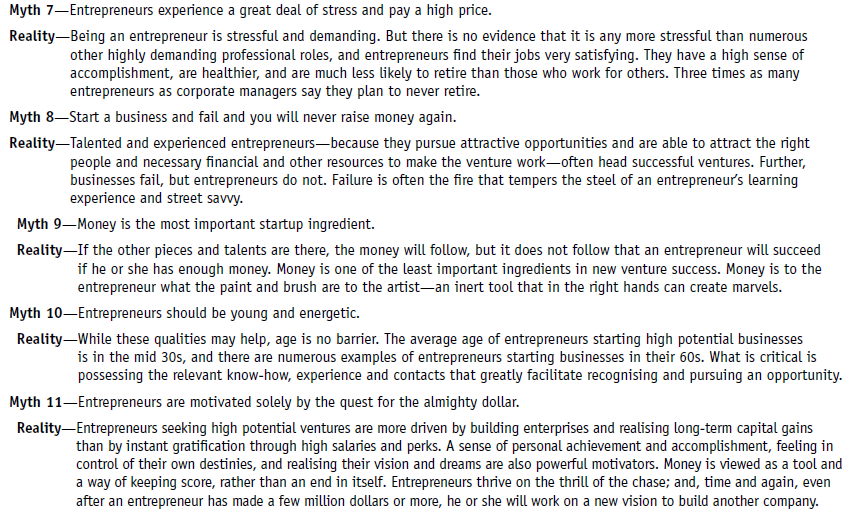 Myth 7—Entrepreneurs experience a great deal of stress and pay a high price.
Reality—Being an entrepreneur is stressful and demanding. But there is no evidence that it is any more stressful than numerous
other highly demanding professional roles, and entrepreneurs find their jobs very satisfying. They have a high sense of
accomplishment, are healthier, and are much less likely to retire than those who work for others. Three times as many
entrepreneurs as corporate managers say they plan to never retire.
Myth 8—Start a business and fail and you will never raise money again.
Reality—Talented and experienced entrepreneurs—because they pursue attractive opportunities and are able to attract the right
people and necessary financial and other resources to make the venture work—often head successful ventures. Further,
businesses fail, but entrepreneurs do not. Failure is often the fire that tempers the steel of an entrepreneur's learning
experience and street savvy.
Myth 9—Money is the most important startup ingredient.
Reality—If the other pieces and talents are there, the money will follow, but it does not follow that an entrepreneur will succeed
if he or she has enough money. Money is one of the least important ingredients in new venture success. Money is to the
entrepreneur what the paint and brush are to the artist—an inert tool that in the right hands can create marvels.
Myth 10—Entrepreneurs should be young and energetic.
Reality—While these qualities may help, age is no barrier. The average age of entrepreneurs starting high potential businesses
is in the mid 30s, and there are numerous examples of entrepreneurs starting businesses in their 60s. What is critical is
possessing the relevant know-how, experience and contacts that greatly facilitate recognising and pursuing an opportunity.
Myth 11—Entrepreneurs are motivated solely by the quest for the almighty dollar.
Reality—Entrepreneurs seeking high potential ventures are more driven by building enterprises and realising long-term capital gains
than by instant gratification through high salaries and perks. A sense of personal achievement and accomplishment, feeling in
control of their own destinies, and realising their vision and dreams are also powerful motivators. Money is viewed as a tool and
a way of keeping score, rather than an end in itself. Entrepreneurs thrive on the thrill of the chase; and, time and again, even
after an entrepreneur has made a few million dollars or more, he or she will work on a new vision to build another company.